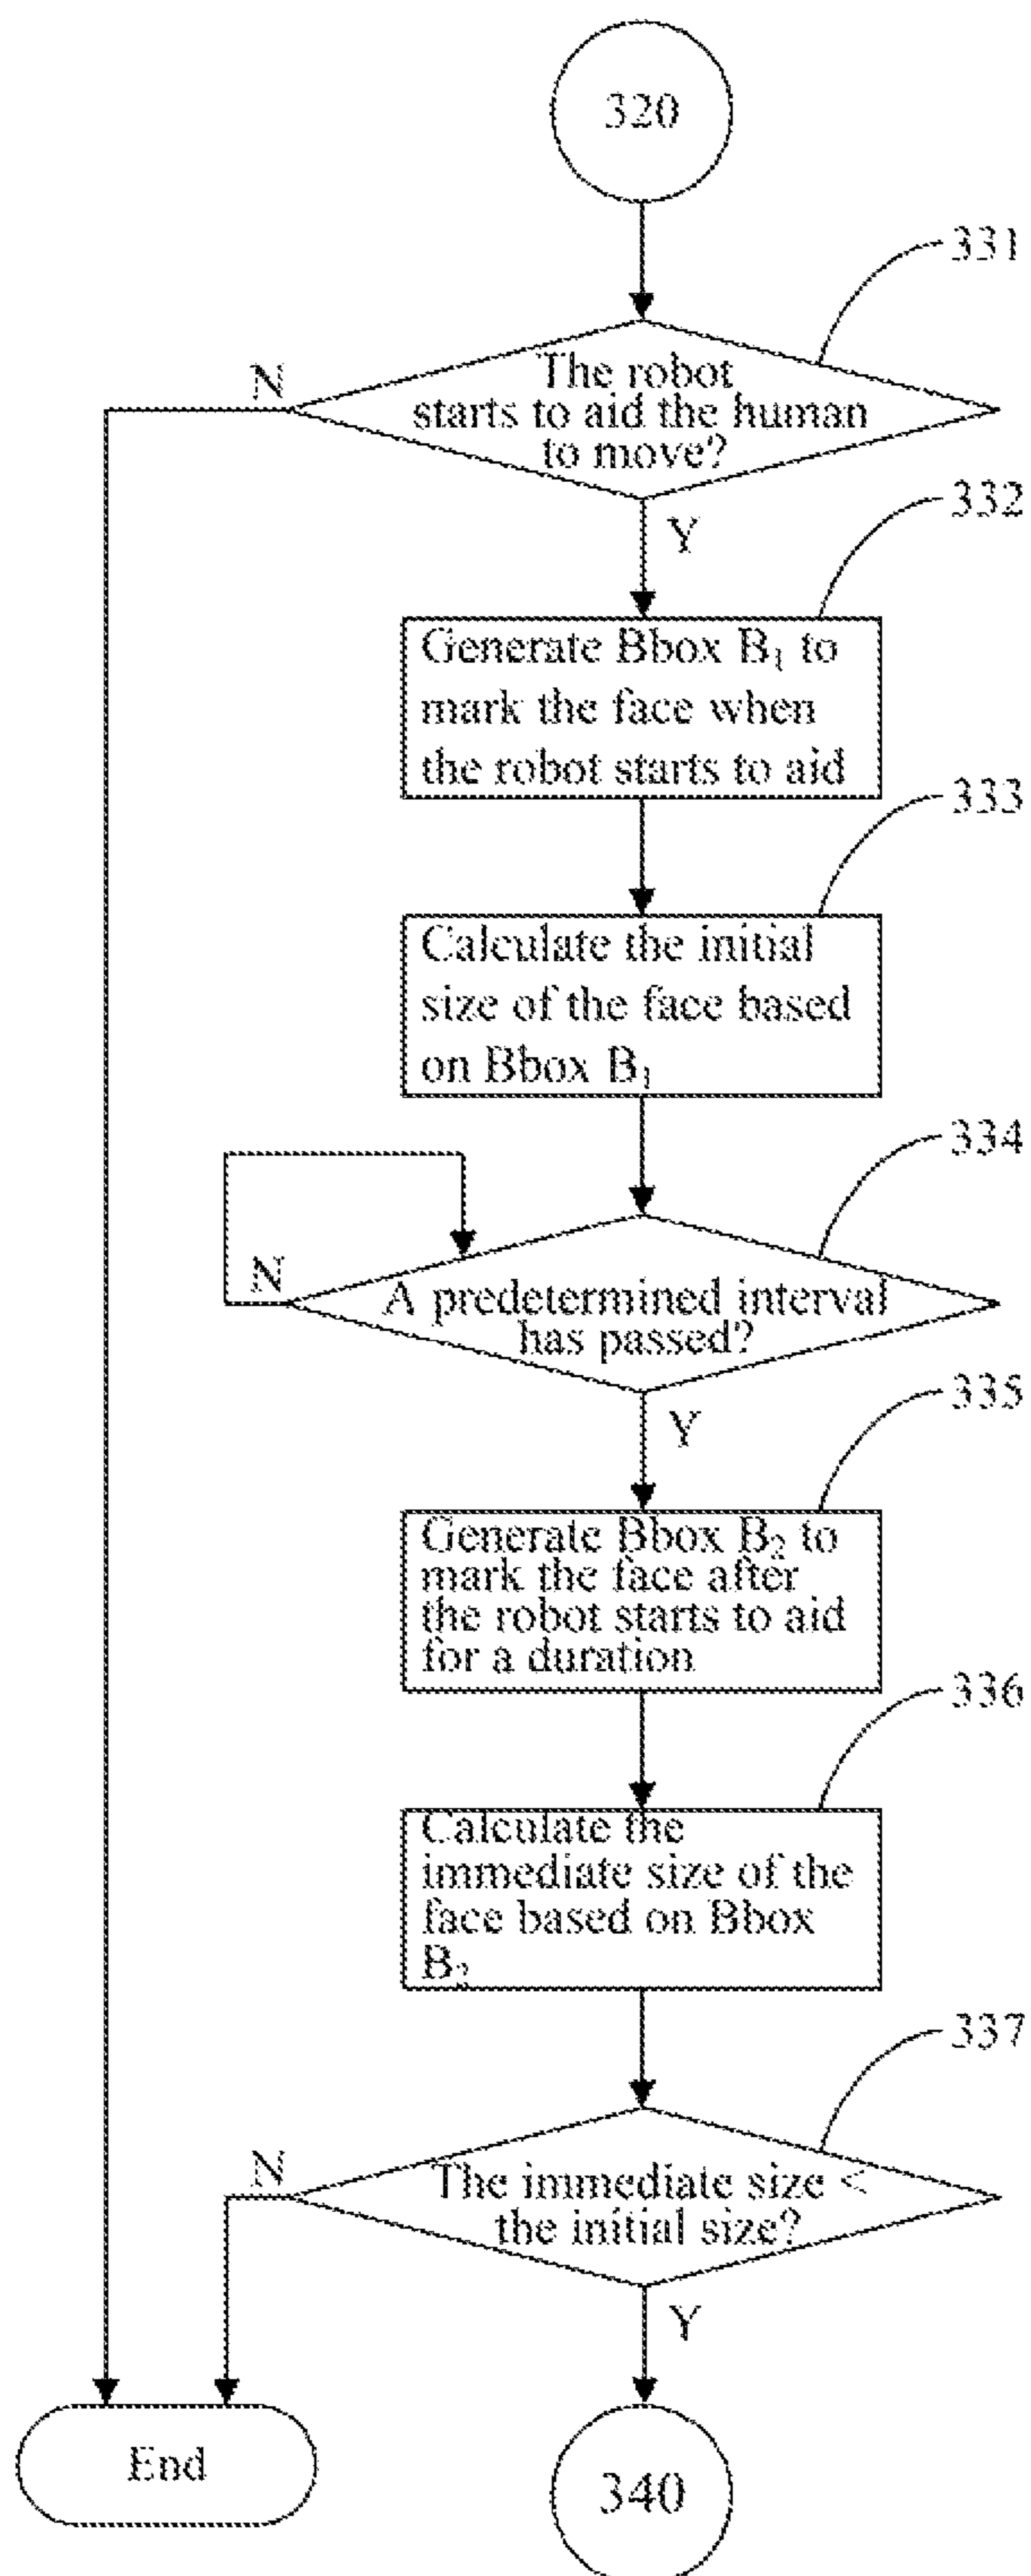 320
331
N
The robot
starts to aid the human
to move?
332
Y
Generate Bbox B₁ to
mark the face when
the robot starts to aid
333
Calculate the initial
size of the face based
on Bbox B₁
334
N
A predetermined interval
has passed?
335
Y
Generate Bbox B₂ to
mark the face after
the robot starts to aid
for a duration
336
Calculate the
immediate size of the
face based on Bbox
B₂
337
N
The immediate size <
the initial size?
Y
End
340